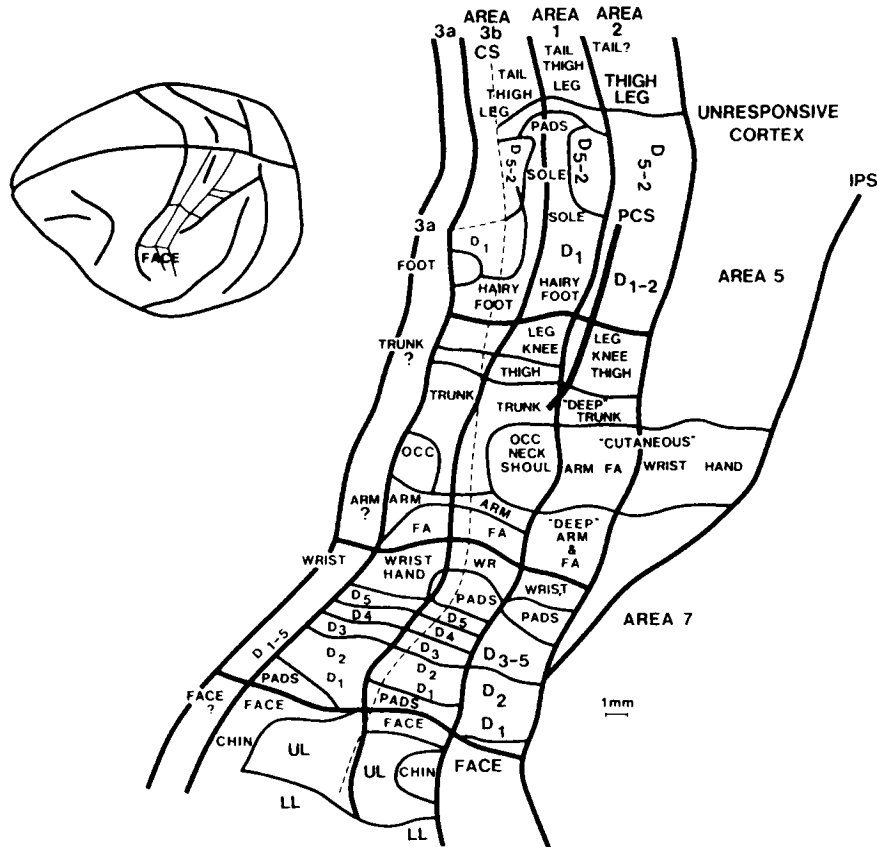 AREA 3b
AREA 1
AREA 2
3a
CS
TAIL
THIGH
LEG
TAIL
THIGH
LEG
TAIL?
THIGH
LEG
UNRESPONSIVE
CORTEX
PADS
D5-2
SOLE
D5-2
D5-2
IPS
SOLE
PCS
3a
D1
D1
FOOT
HAIRY
FOOT
HAIRY
FOOT
D1-2
AREA 5
FACE
TRUNK
?
LEG
KNEE
THIGH
LEG
KNEE
THIGH
TRUNK
TRUNK
"DEEP"
TRUNK
OCC
OCC
NECK
SHOUL
"CUTANEOUS"
ARM FA WRIST HAND
ARM
?
ARM
ARM
FA
FA
"DEEP"
ARM
&
FA
WRIST
WRIST
HAND
WR
WRIST
PADS
PADS
AREA 7
D5
D4
D3
D2
D1
D5
D4
D3
D2
D1
D3-5
D2
D1
D1-5
PADS
PADS
1mm
FACE
?
FACE
FACE
CHIN
UL
UL
CHIN
FACE
LL
LL